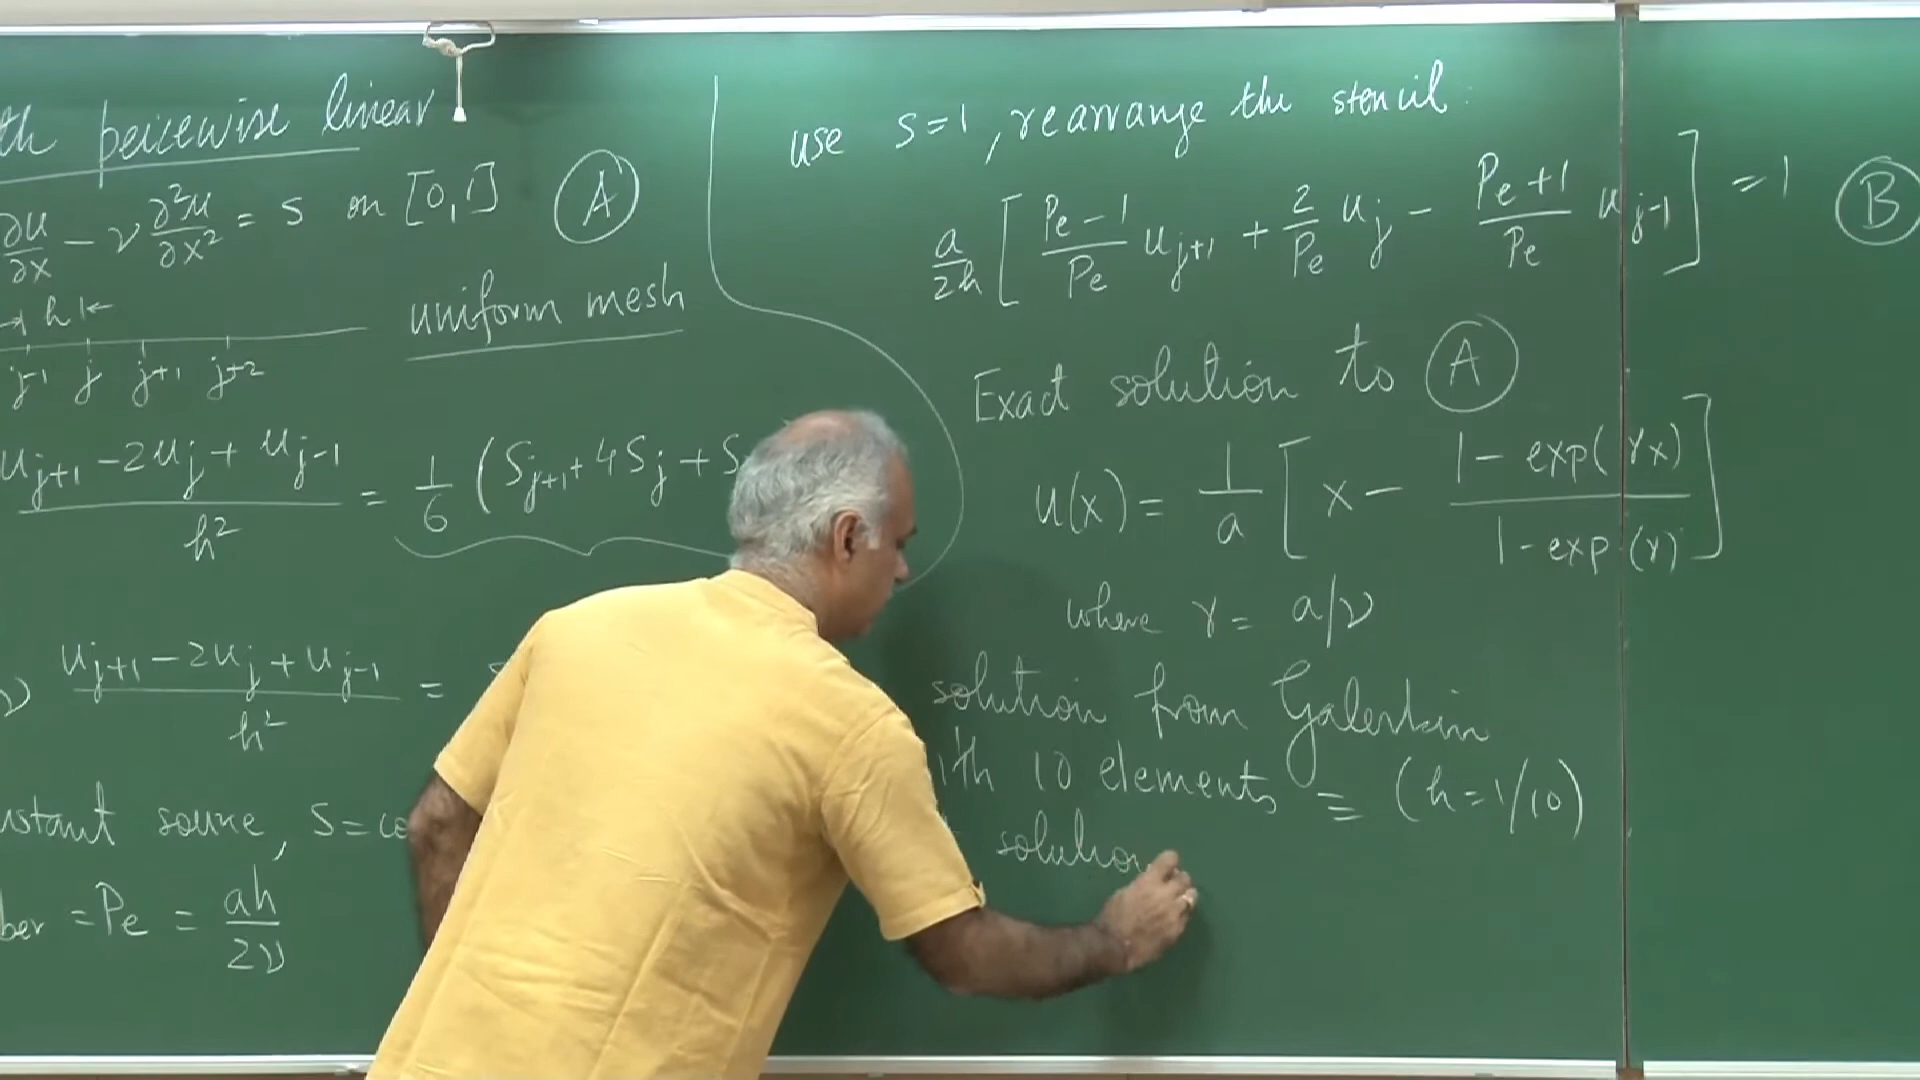 th peicewise linear
∂u/∂x - ν ∂²u/∂x² = s on [0,1] (A)
→| h |←
uniform mesh
j-1 j j+1 j+2
(u_{j+1} - 2u_j + u_{j-1})/h² = 1/6 (S_{j+1} + 4S_j + S
ν (u_{j+1} - 2u_j + u_{j-1})/h² =
nstant source, S = co
ber = Pe = ah/2ν
use s=1, rearrange the stencil
a/2h [ (Pe-1)/Pe u_{j+1} + 2/Pe u_j - (Pe+1)/Pe u_{j-1} ] = 1 (B)
Exact solution to (A)
u(x) = 1/a [ x - (1 - exp(γx))/(1 - exp(γ)) ]
where γ = a/ν
solution from Galerkin
ith 10 elements ≡ (h = 1/10)
solution